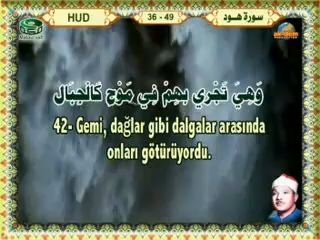 HUD
36 - 49
سورة هود
وَهِيَ تَجْرِي بِهِمْ فِي مَوْجٍ كَالْجِبَالِ
42- Gemi, dağlar gibi dalgalar arasında
onları götürüyordu.